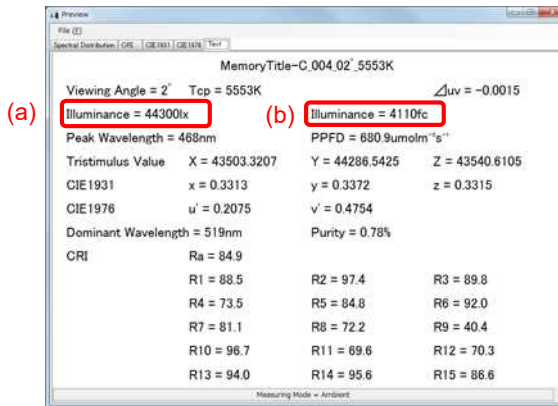 Preview
File (F)
Spectral Distribution CRI. CIE1931 CIE1976 Text
MemoryTitle-C_004_02゜_5553K
Viewing Angle = 2゜ Tcp = 5553K ⊿uv = -0.0015
(a) Illuminance = 44300lx (b) Illuminance = 4110fc
Peak Wavelength = 468nm PPFD = 680.9umolm⁻²s⁻¹
Tristimulus Value X = 43503.3207 Y = 44286.5425 Z = 43540.6105
CIE1931 x = 0.3313 y = 0.3372 z = 0.3315
CIE1976 u' = 0.2075 v' = 0.4754
Dominant Wavelength = 519nm Purity = 0.78%
CRI Ra = 84.9
R1 = 88.5 R2 = 97.4 R3 = 89.8
R4 = 73.5 R5 = 84.8 R6 = 92.0
R7 = 81.1 R8 = 72.2 R9 = 40.4
R10 = 96.7 R11 = 69.6 R12 = 70.3
R13 = 94.0 R14 = 95.6 R15 = 86.6
Measuring Mode = Ambient